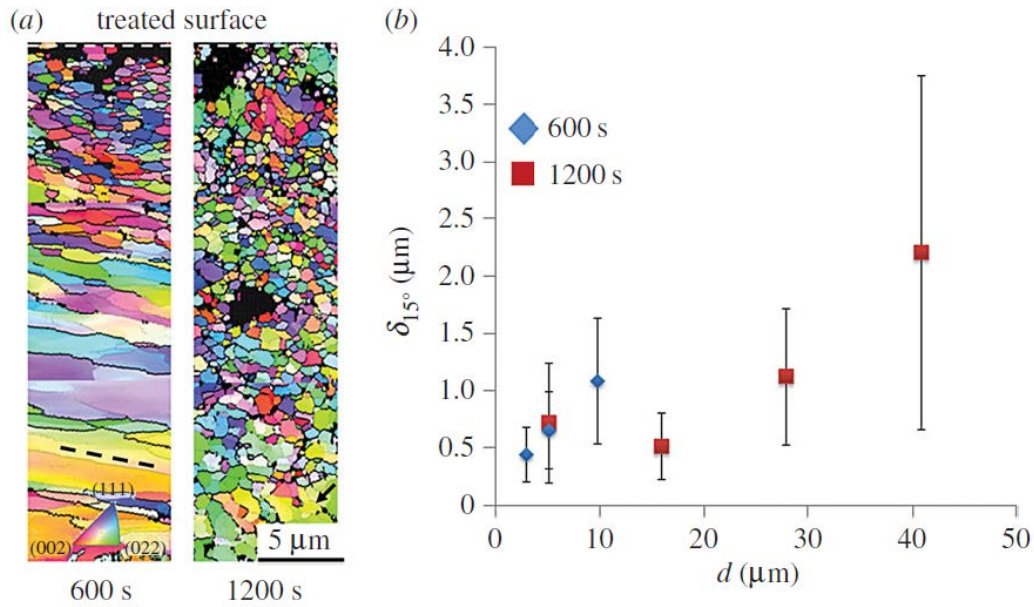 (a) treated surface
(111)
(002) (022)
5 μm
600 s 1200 s
(b)
4.0
3.5
3.0
2.5
2.0
1.5
1.0
0.5
0
δ15° (μm)
600 s
1200 s
0 10 20 30 40 50
d (μm)